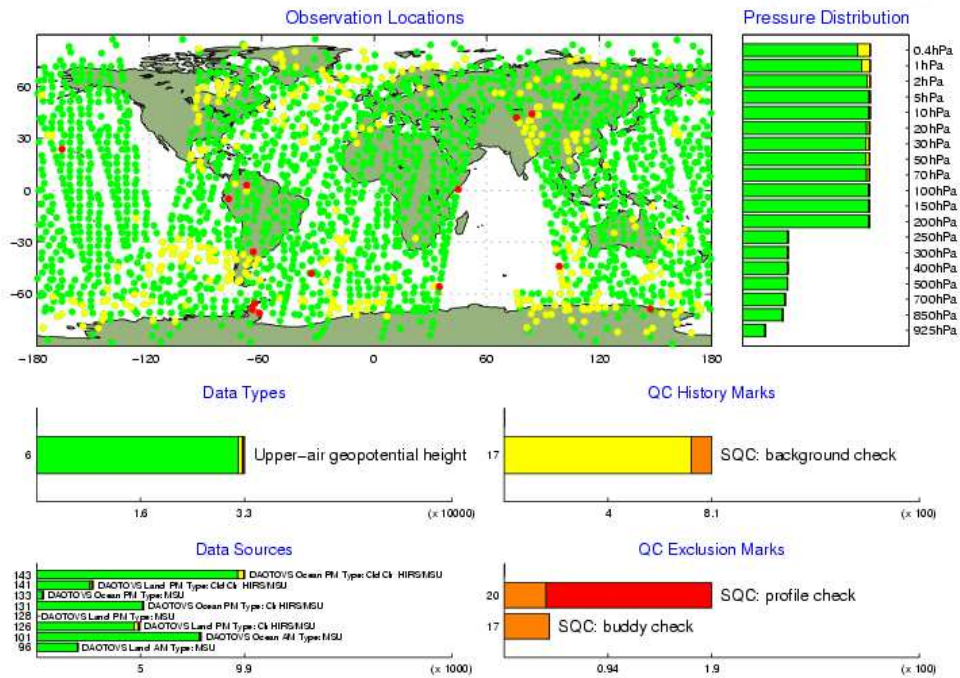 Observation Locations
Pressure Distribution
60
30
0
−30
−60
−180
−120
−60
0
60
120
180
0.4hPa
1hPa
2hPa
5hPa
10hPa
20hPa
30hPa
50hPa
70hPa
100hPa
150hPa
200hPa
250hPa
300hPa
400hPa
500hPa
700hPa
850hPa
925hPa
Data Types
6
Upper−air geopotential height
1.6
3.3
(x 10000)
QC History Marks
17
SQC: background check
4
8.1
(x 100)
Data Sources
143 DAOTOVS Ocean PM Type: Cld Clr HIRS/MSU
141 DAOTOVS Land PM Type: Cld Clr HIRS/MSU
133 DAOTOVS Ocean PM Type: MSU
131 DAOTOVS Ocean PM Type: Clr HIRS/MSU
128 DAOTOVS Land PM Type: MSU
126 DAOTOVS Land PM Type: Clr HIRS/MSU
101 DAOTOVS Ocean AM Type: MSU
96 DAOTOVS Land AM Type: MSU
5
9.9
(x 1000)
QC Exclusion Marks
20 SQC: profile check
17 SQC: buddy check
0.94
1.9
(x 100)